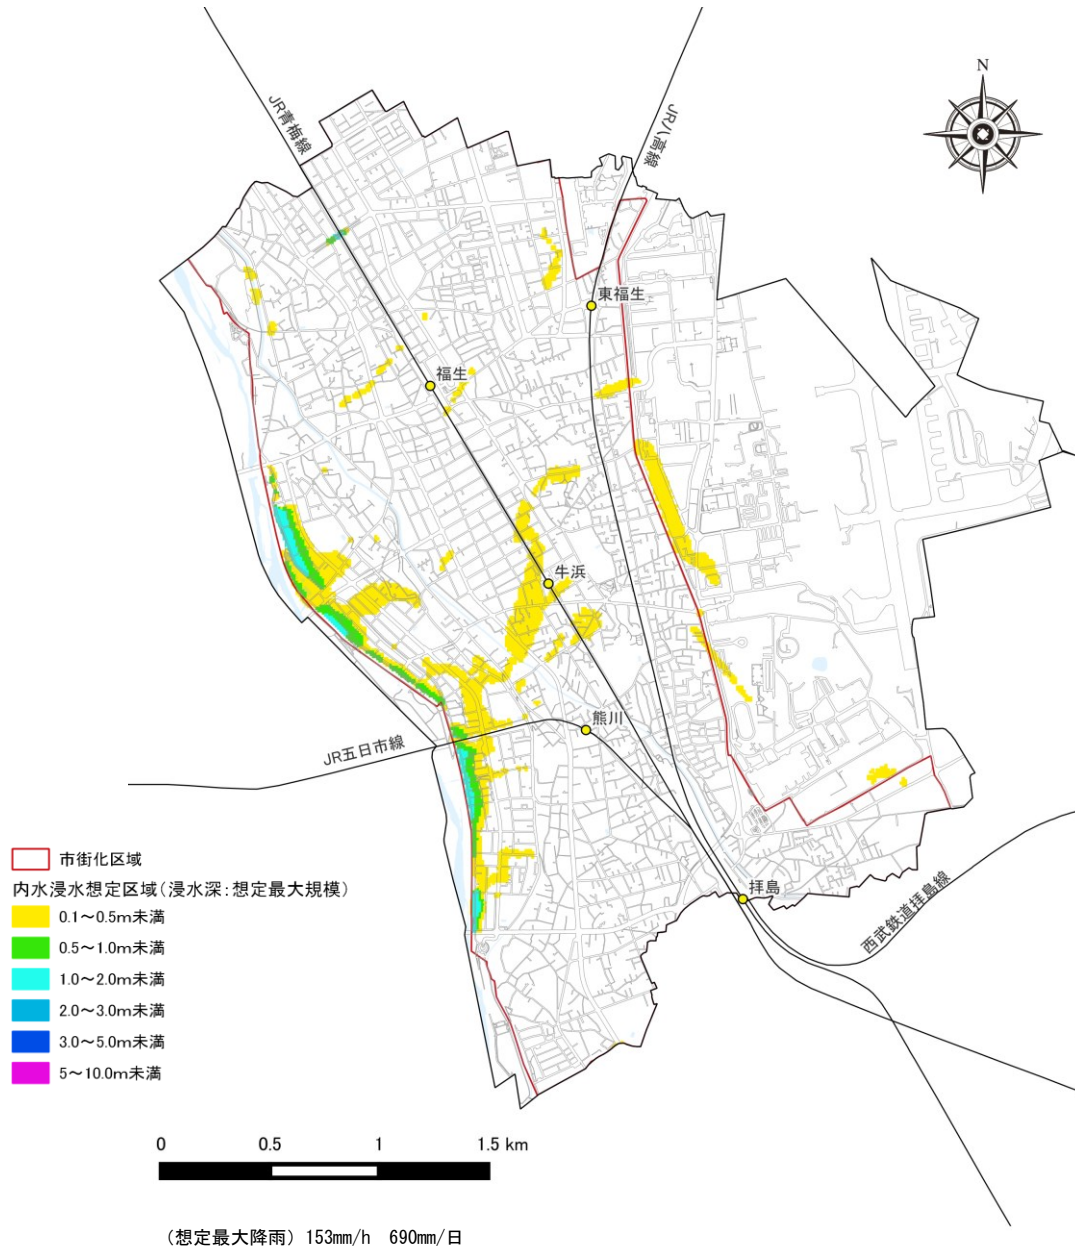 N
JR青梅線
JR八高線
東福生
福生
牛浜
熊川
JR五日市線
拝島
西武鉄道拝島線
市街化区域
内水浸水想定区域(浸水深:想定最大規模)
0.1~0.5m未満
0.5~1.0m未満
1.0~2.0m未満
2.0~3.0m未満
3.0~5.0m未満
5~10.0m未満
0 0.5 1 1.5 km
(想定最大降雨) 153mm/h 690mm/日